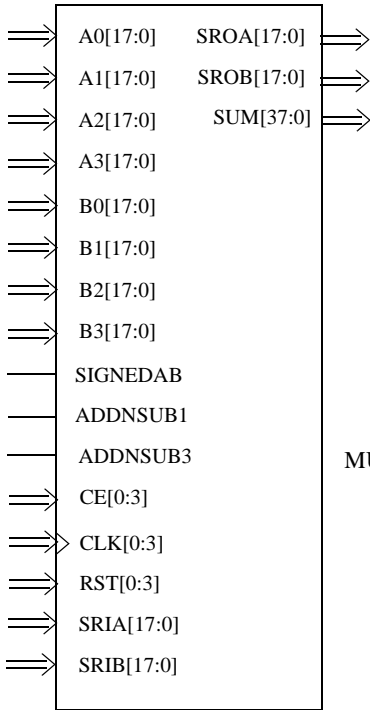 A0[17:0] SROA[17:0]
A1[17:0] SROB[17:0]
A2[17:0] SUM[37:0]
A3[17:0]
B0[17:0]
B1[17:0]
B2[17:0]
B3[17:0]
SIGNEDAB
ADDNSUB1
ADDNSUB3
MU
CE[0:3]
CLK[0:3]
RST[0:3]
SRIA[17:0]
SRIB[17:0]